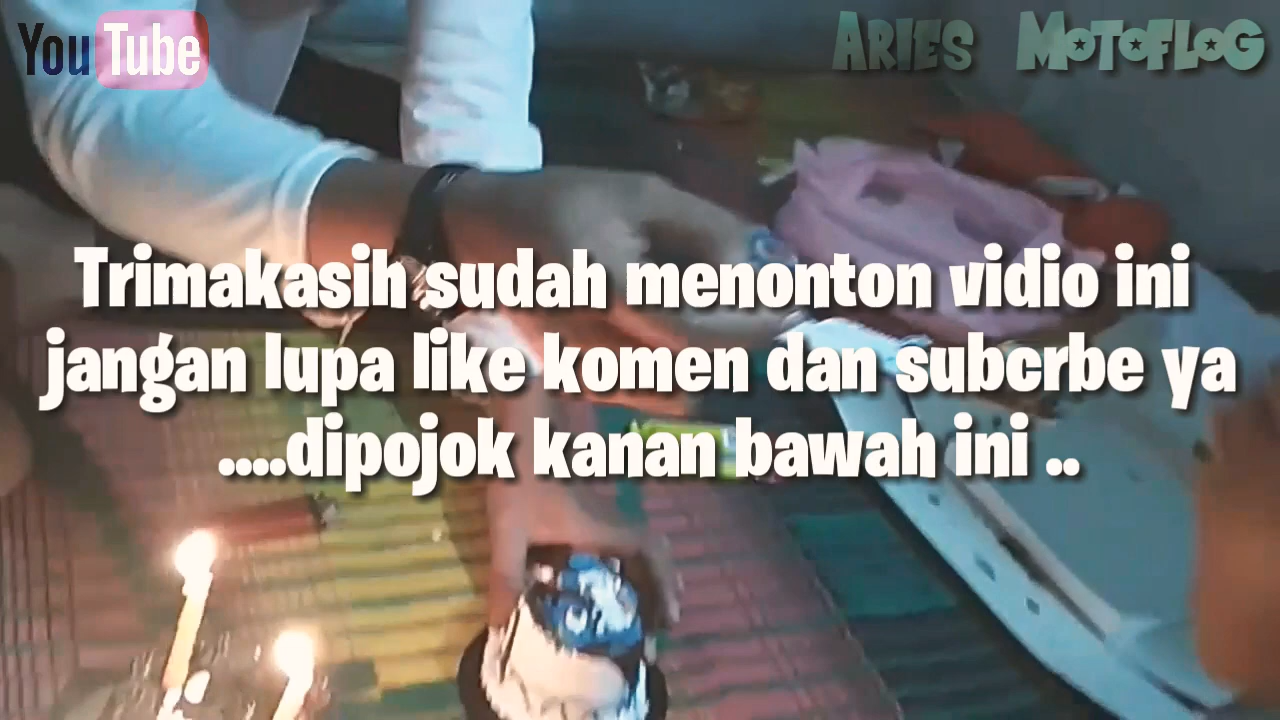 YouTube
Aries Motoflog
Trimakasih sudah menonton vidio ini
jangan lupa like komen dan subcrbe ya
....dipojok kanan bawah ini ..